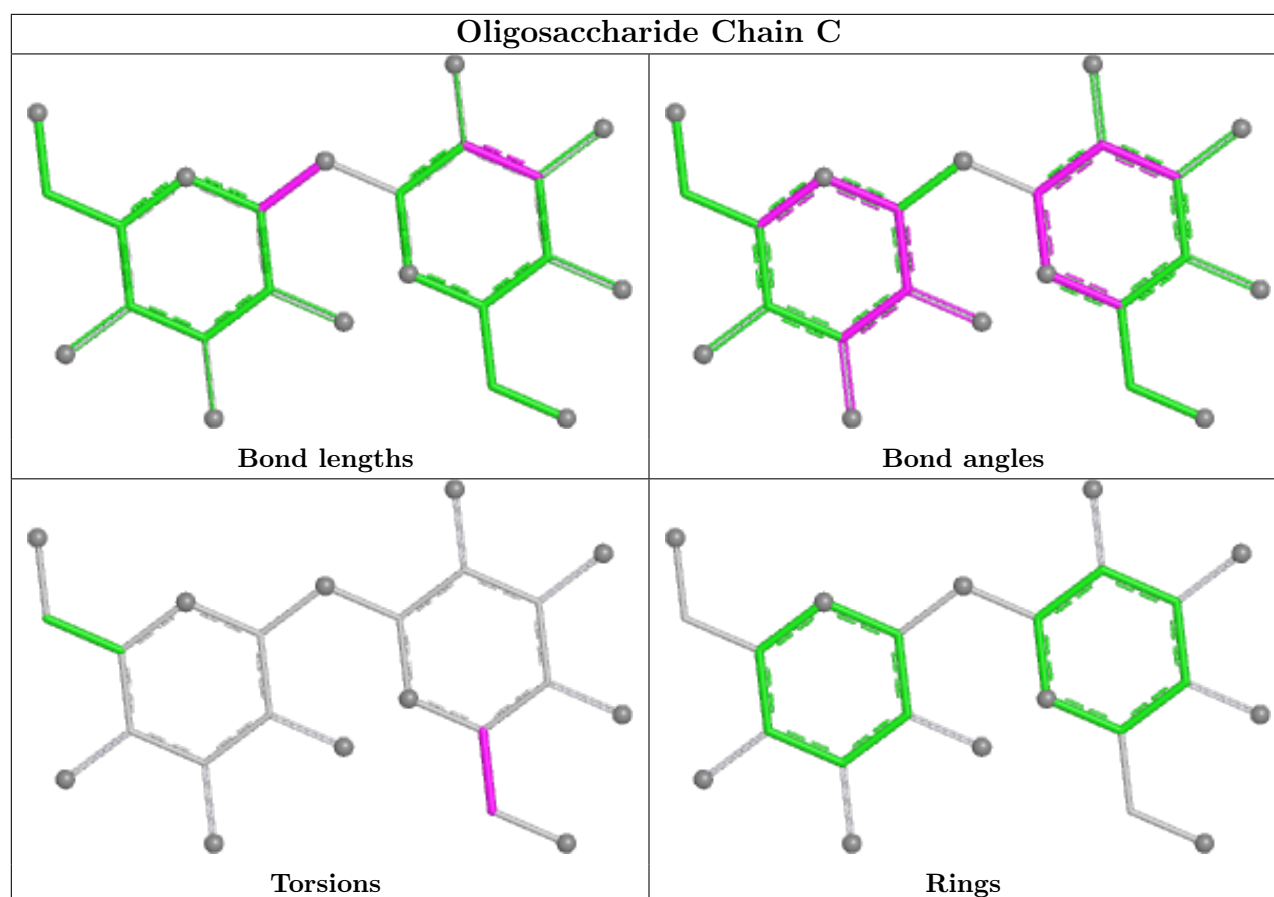 Oligosaccharide Chain C
Bond lengths
Bond angles
Torsions
Rings